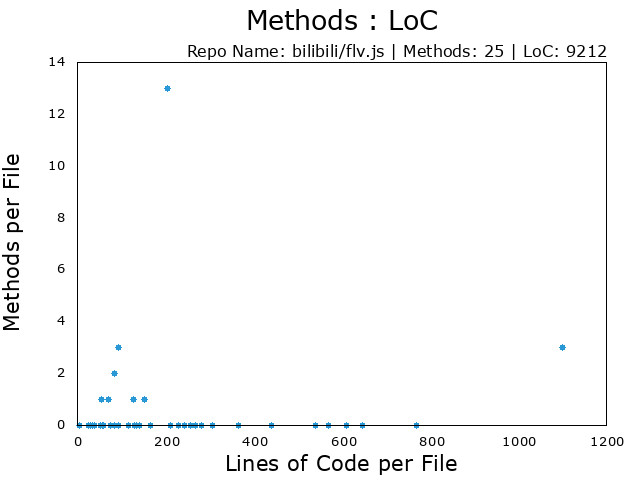 Methods : LoC
Repo Name: bilibili/flv.js | Methods: 25 | LoC: 9212
14
12
10
8
6
4
2
0
Methods per File
0 200 400 600 800 1000 1200
Lines of Code per File